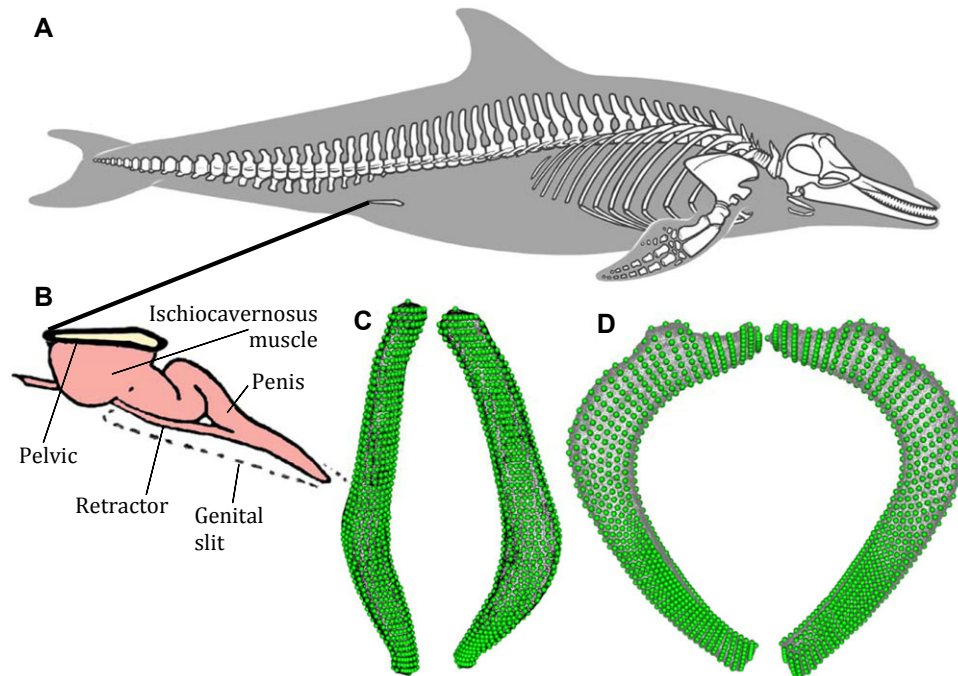 A
B
Ischiocavernosus
muscle
Penis
Pelvic
Retractor
Genital
slit
C
D